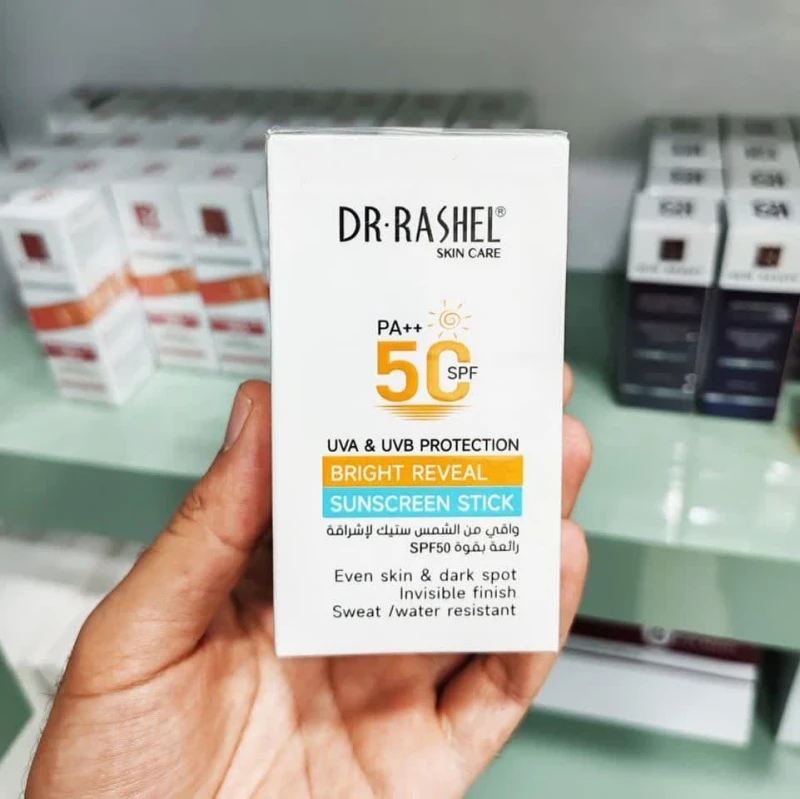 DR·RASHEL®
SKIN CARE
PA++
50 SPF
UVA & UVB PROTECTION
BRIGHT REVEAL
SUNSCREEN STICK
واقي من الشمس ستيك لإشراقة
رائعة بقوة SPF50
Even skin & dark spot
Invisible finish
Sweat /water resistant